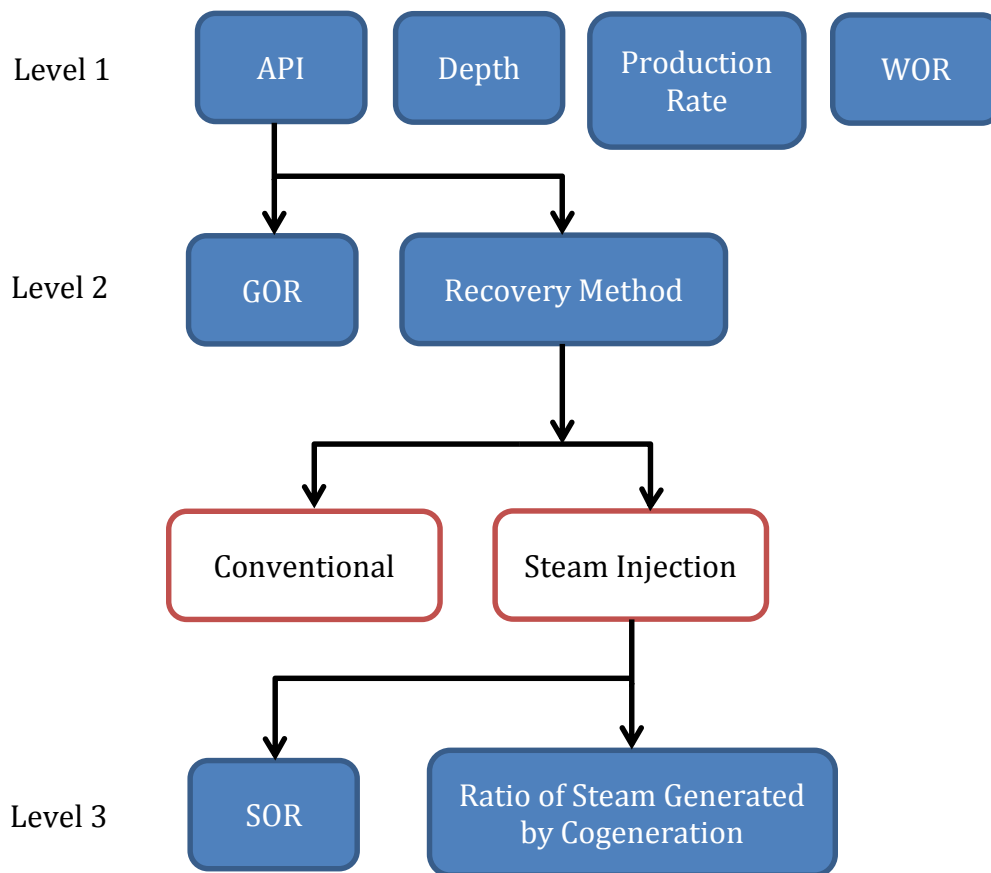 Level 1
API
Depth
Production
Rate
WOR
Level 2
GOR
Recovery Method
Conventional
Steam Injection
Level 3
SOR
Ratio of Steam Generated
by Cogeneration